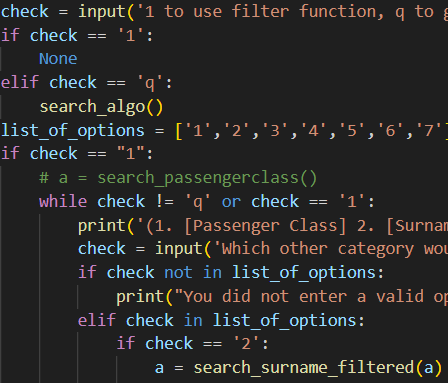 check = input('1 to use filter function, q to g
if check == '1':
    None
elif check == 'q':
    search_algo()
list_of_options = ['1','2','3','4','5','6','7']
if check == "1":
    # a = search_passengerclass()
    while check != 'q' or check == '1':
        print('(1. [Passenger Class] 2. [Surnam
        check = input('Which other category wou
        if check not in list_of_options:
            print("You did not enter a valid op
        elif check in list_of_options:
            if check == '2':
                a = search_surname_filtered(a)